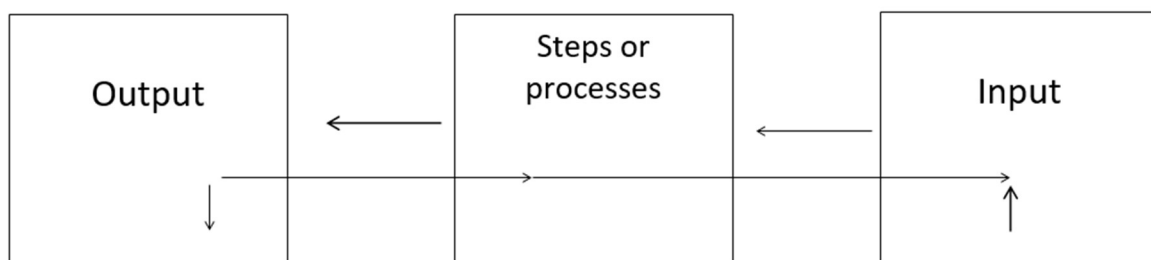 Output
Steps or
processes
Input